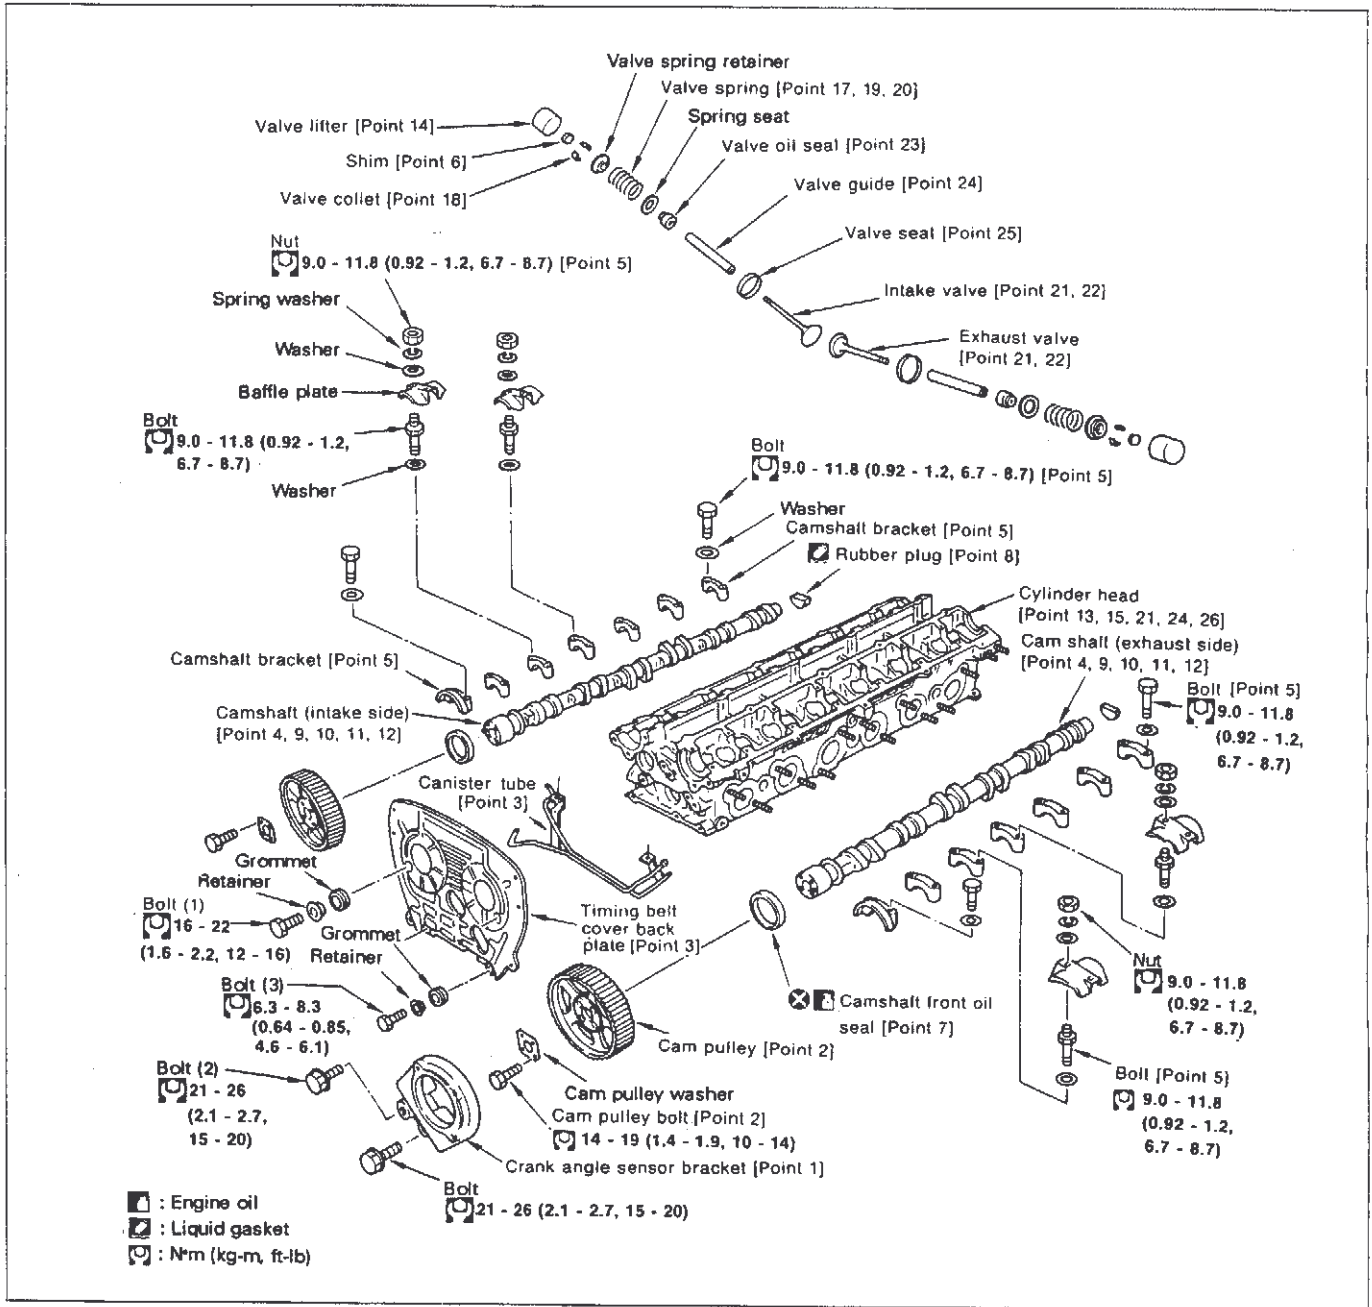 Valve spring retainer
Valve spring [Point 17, 19, 20]
Spring seat
Valve lifter [Point 14]
Valve oil seal [Point 23]
Shim [Point 6]
Valve guide [Point 24]
Valve collet [Point 18]
Valve seat [Point 25]
Nut
9.0 - 11.8 (0.92 - 1.2, 6.7 - 8.7) [Point 5]
Intake valve [Point 21, 22]
Spring washer
Exhaust valve
[Point 21, 22]
Washer
Baffle plate
Bolt
9.0 - 11.8 (0.92 - 1.2,
6.7 - 8.7)
Washer
Bolt
9.0 - 11.8 (0.92 - 1.2, 6.7 - 8.7) [Point 5]
Washer
Camshaft bracket [Point 5]
Rubber plug [Point 8]
Cylinder head
[Point 13, 15, 21, 24, 26]
Cam shaft (exhaust side)
[Point 4, 9, 10, 11, 12]
Camshaft bracket [Point 5]
Camshaft (intake side)
[Point 4, 9, 10, 11, 12]
Bolt [Point 5]
9.0 - 11.8
(0.92 - 1.2,
6.7 - 8.7)
Canister tube
[Point 3]
Grommet
Retainer
Bolt (1)
16 - 22
(1.6 - 2.2, 12 - 16)
Timing belt
cover back
plate [Point 3]
Grommet
Retainer
Bolt (3)
6.3 - 8.3
(0.64 - 0.85,
4.6 - 6.1)
Camshaft front oil
seal [Point 7]
Nut
9.0 - 11.8
(0.92 - 1.2,
6.7 - 8.7)
Cam pulley [Point 2]
Bolt (2)
21 - 26
(2.1 - 2.7,
15 - 20)
Cam pulley washer
Cam pulley bolt [Point 2]
14 - 19 (1.4 - 1.9, 10 - 14)
Bolt [Point 5]
9.0 - 11.8
(0.92 - 1.2,
6.7 - 8.7)
Crank angle sensor bracket [Point 1]
Bolt
21 - 26 (2.1 - 2.7, 15 - 20)
: Engine oil
: Liquid gasket
: N•m (kg-m, ft-lb)